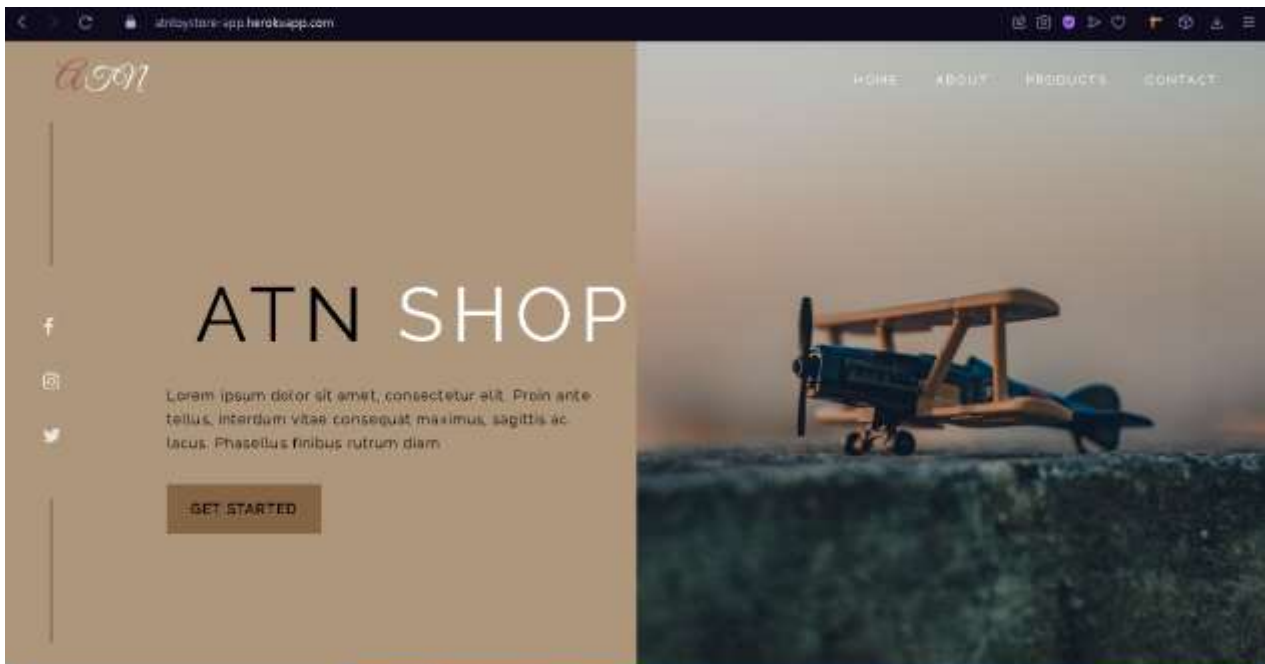 atntoystore-app.herokuapp.com
ATN
HOME ABOUT PRODUCTS CONTACT
ATN SHOP
Lorem ipsum dolor sit amet, consectetur elit. Proin ante
tellus, interdum vitae consequat maximus, sagittis ac
lacus. Phasellus finibus rutrum diam
GET STARTED